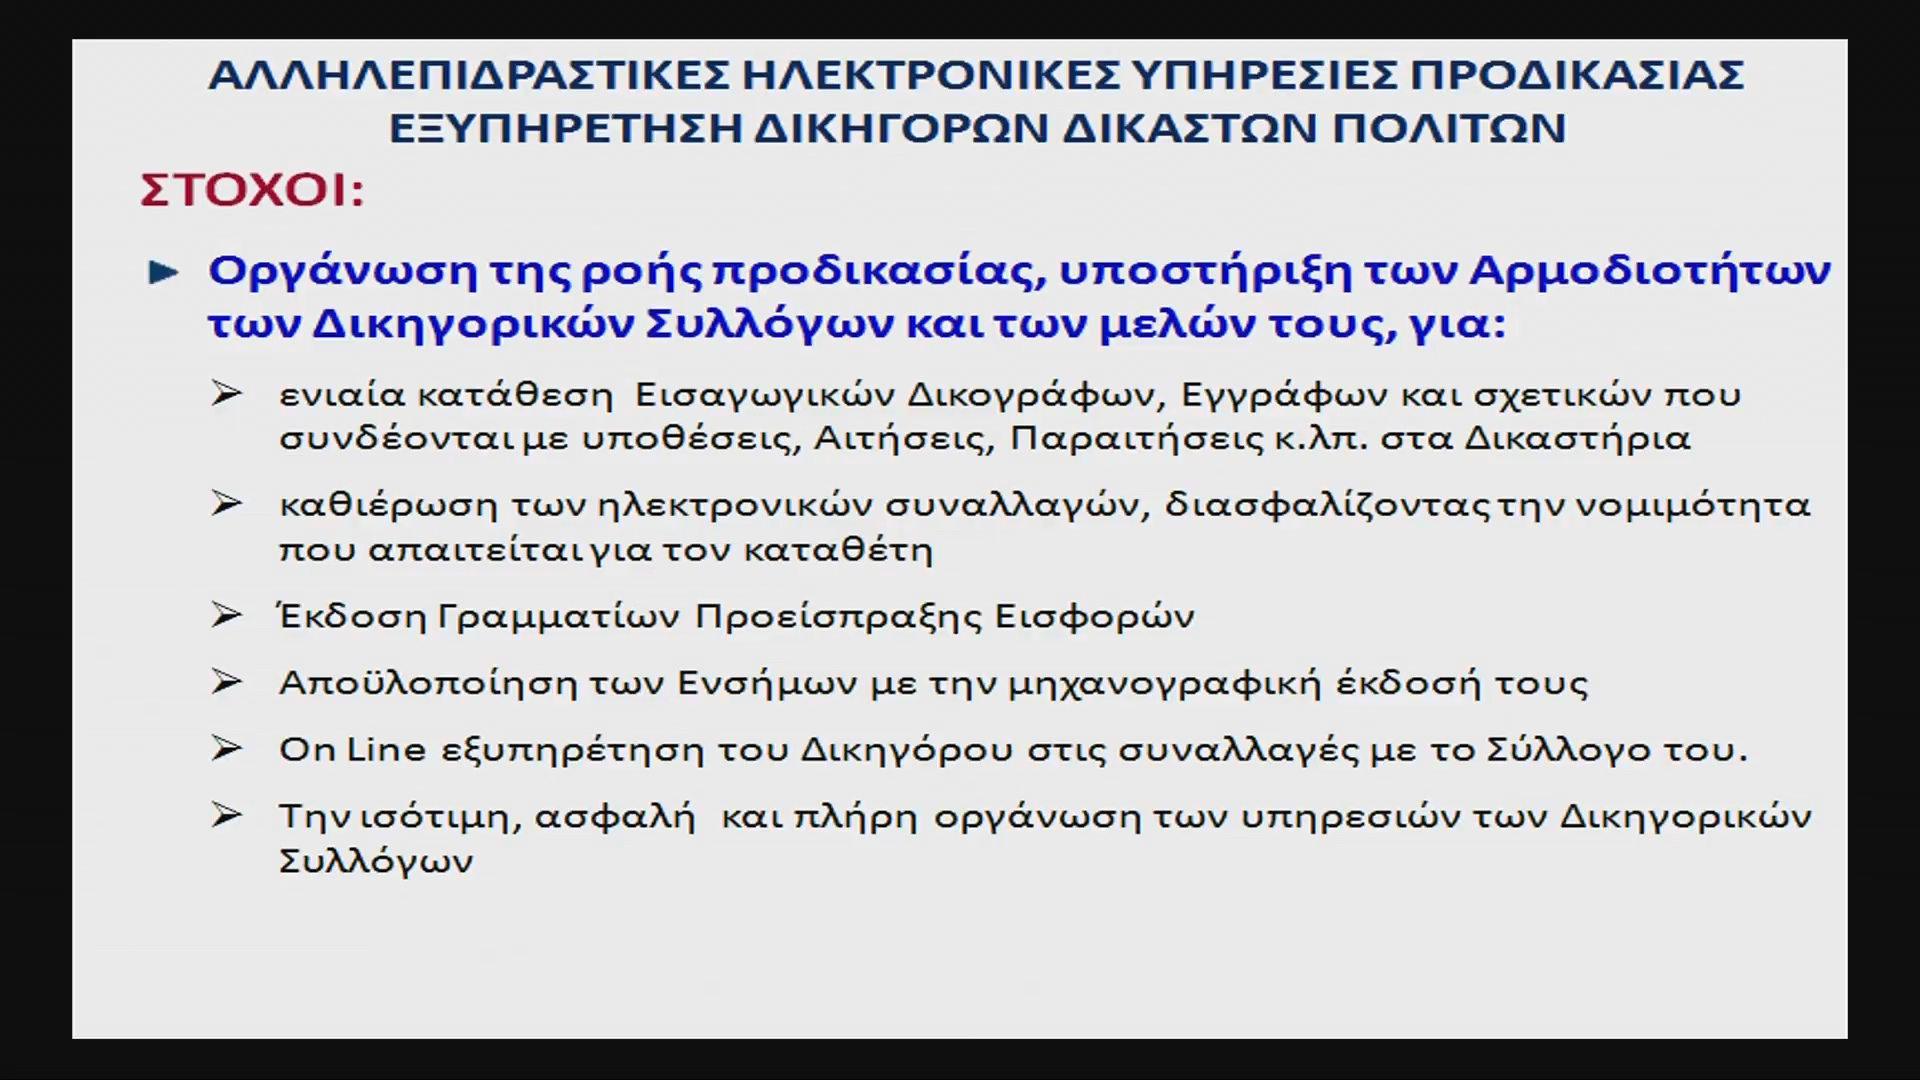 ΑΛΛΗΛΕΠΙΔΡΑΣΤΙΚΕΣ ΗΛΕΚΤΡΟΝΙΚΕΣ ΥΠΗΡΕΣΙΕΣ ΠΡΟΔΙΚΑΣΙΑΣ
ΕΞΥΠΗΡΕΤΗΣΗ ΔΙΚΗΓΟΡΩΝ ΔΙΚΑΣΤΩΝ ΠΟΛΙΤΩΝ
ΣΤΟΧΟΙ:
► Οργάνωση της ροής προδικασίας, υποστήριξη των Αρμοδιοτήτων
των Δικηγορικών Συλλόγων και των μελών τους, για:
➢ ενιαία κατάθεση Εισαγωγικών Δικογράφων, Εγγράφων και σχετικών που
συνδέονται με υποθέσεις, Αιτήσεις, Παραιτήσεις κ.λπ. στα Δικαστήρια
➢ καθιέρωση των ηλεκτρονικών συναλλαγών, διασφαλίζοντας την νομιμότητα
που απαιτείται για τον καταθέτη
➢ Έκδοση Γραμματίων Προείσπραξης Εισφορών
➢ Αποϋλοποίηση των Ενσήμων με την μηχανογραφική έκδοσή τους
➢ On Line εξυπηρέτηση του Δικηγόρου στις συναλλαγές με το Σύλλογο του.
➢ Την ισότιμη, ασφαλή και πλήρη οργάνωση των υπηρεσιών των Δικηγορικών
Συλλόγων